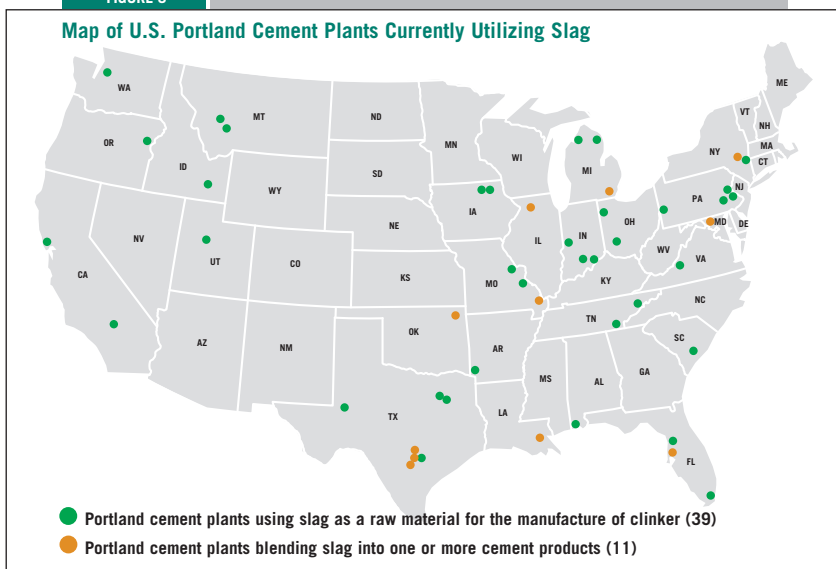 FIGURE 3
Map of U.S. Portland Cement Plants Currently Utilizing Slag
WA
MT
ND
MN
OR
ID
WY
SD
WI
MI
NY
VT
NH
ME
MA
CT
NV
UT
CO
NE
IA
IL
IN
OH
PA
NJ
MD
DE
CA
KS
MO
KY
WV
VA
AZ
NM
OK
AR
TN
NC
SC
TX
LA
MS
AL
GA
FL
Portland cement plants using slag as a raw material for the manufacture of clinker (39)
Portland cement plants blending slag into one or more cement products (11)